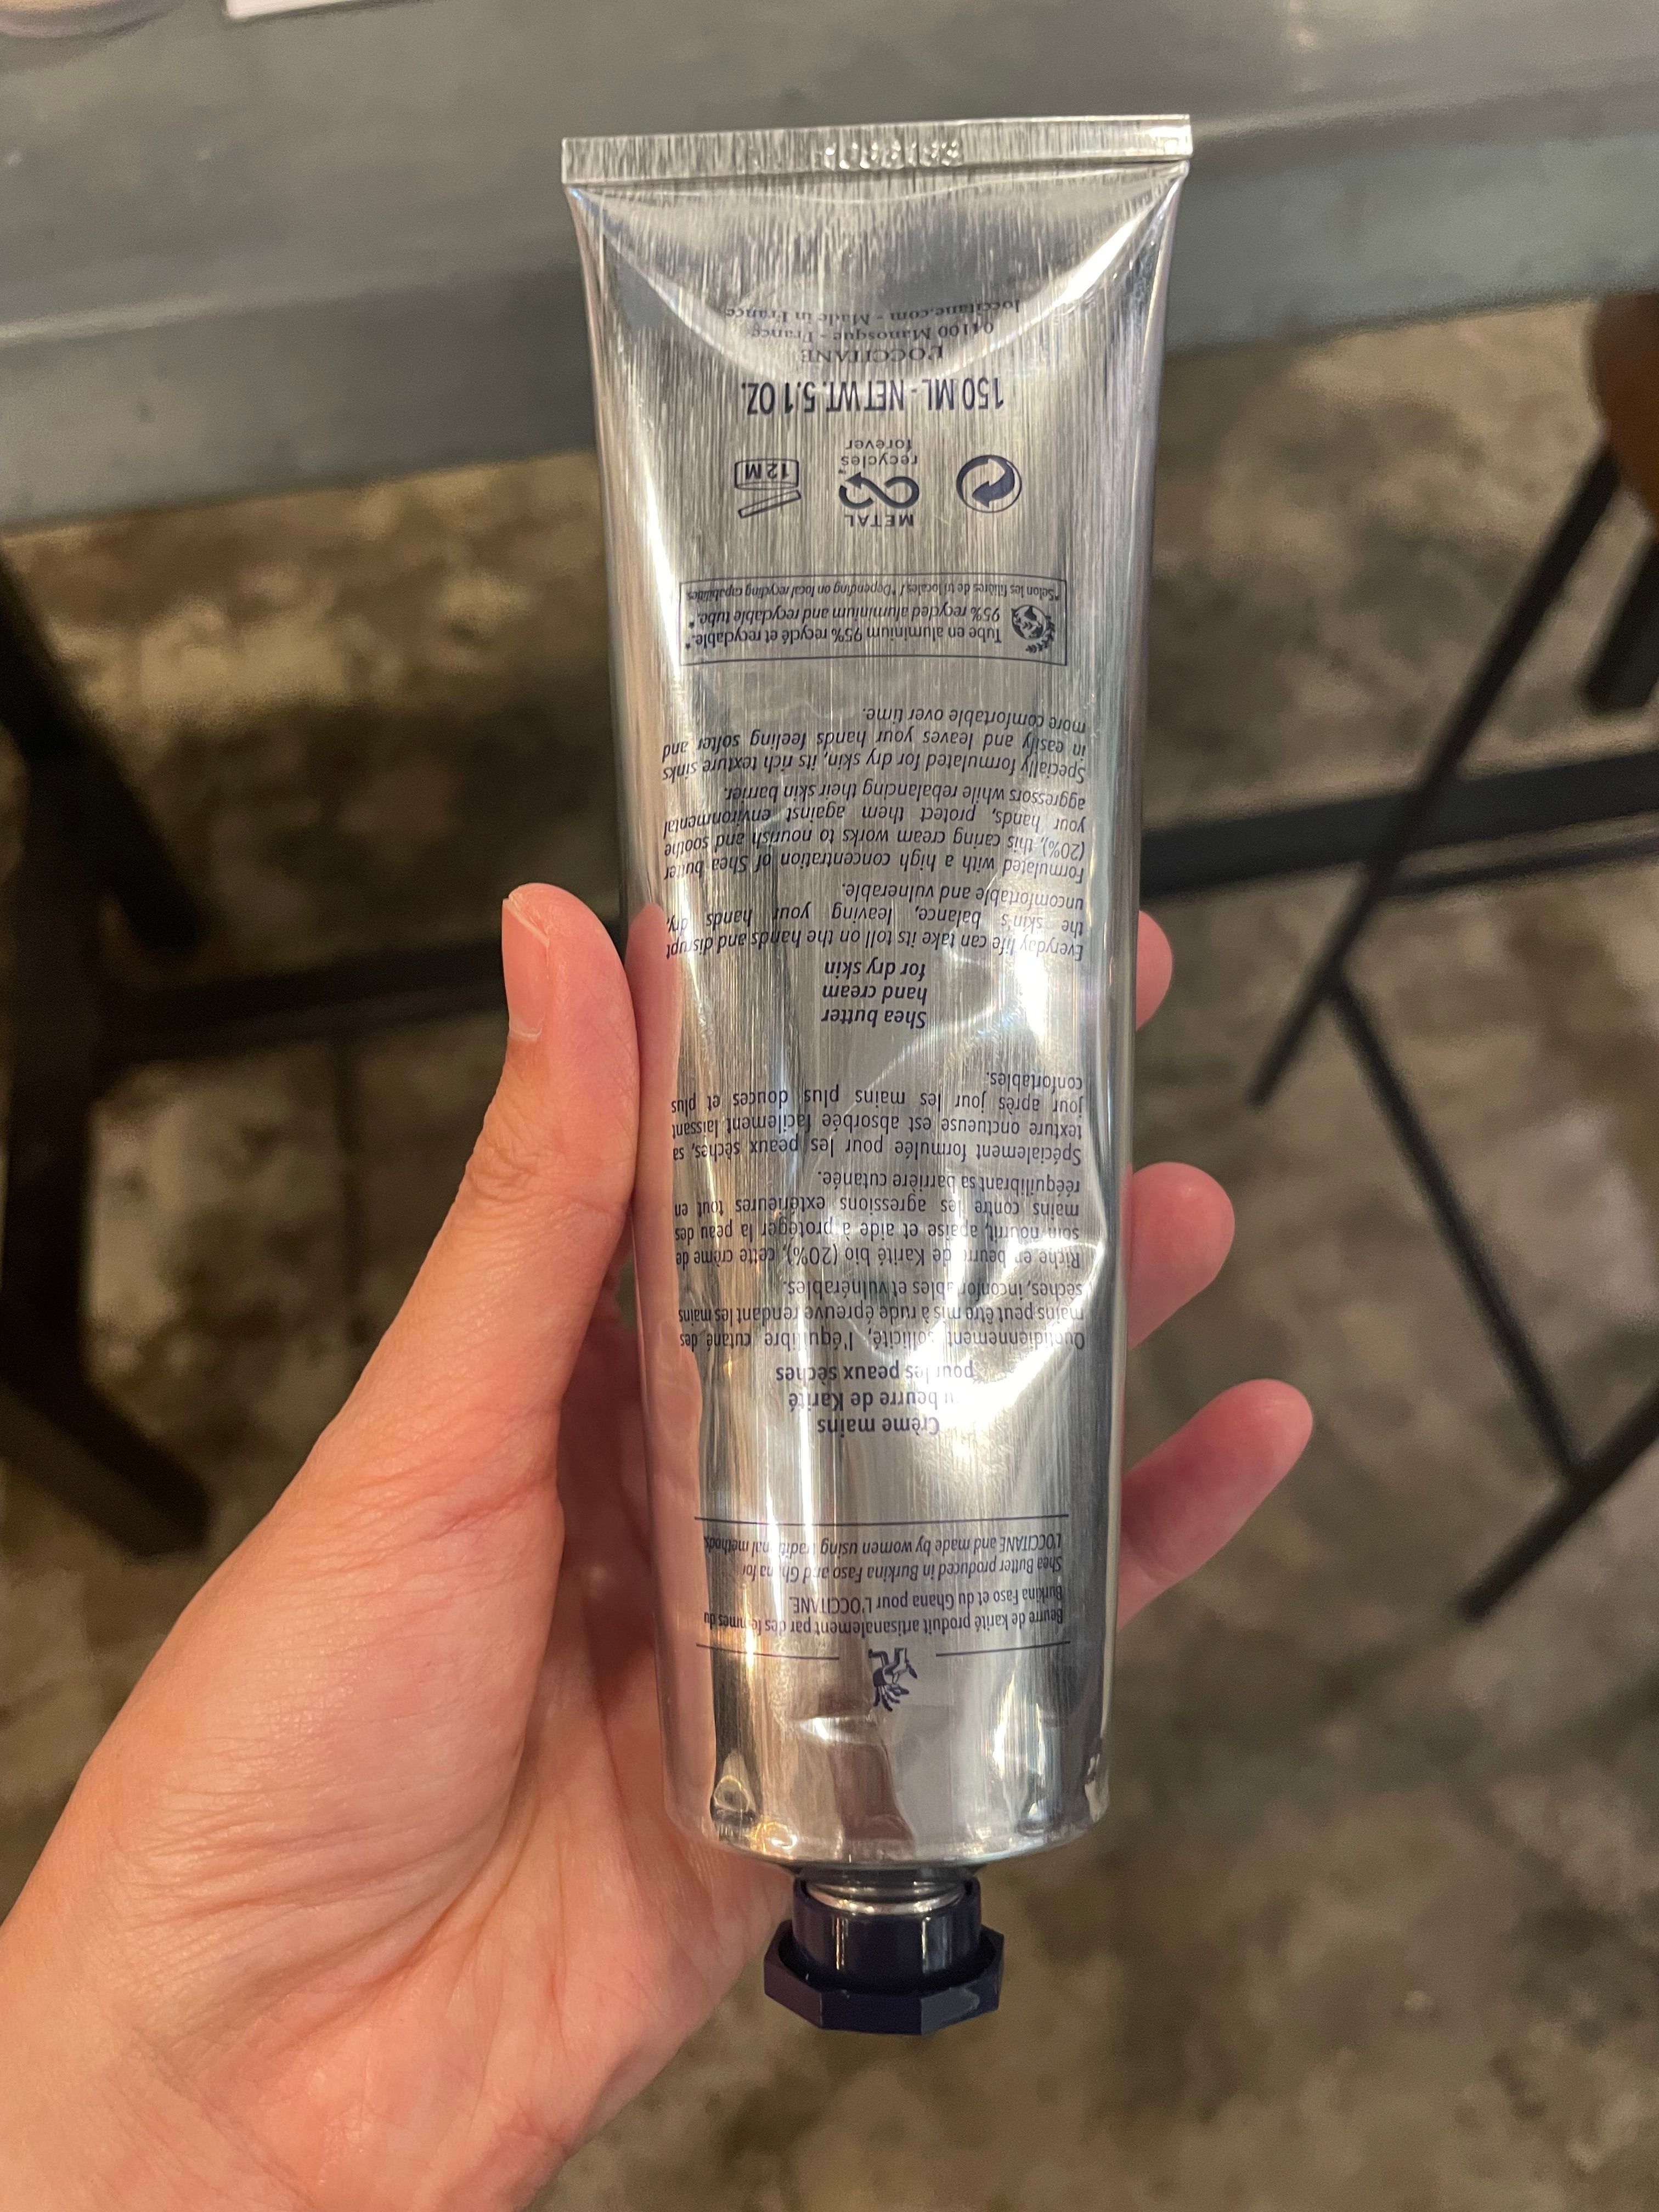 Beurre de karité produit artisanalement par des femmes du
Burkina Faso et du Ghana pour L'OCCITANE.
Shea Butter produced in Burkina Faso and Ghana for
L'OCCITANE and made by women using traditional methods.
Crème mains
u beurre de Karité
pour les peaux sèches
Quotidiennement sollicité, l'équilibre cutané des
mains peut être mis à rude épreuve rendant les mains
sèches, inconfortables et vulnérables.
Riche en beurre de Karité bio (20%), cette crème de
soin nourrit, apaise et aide à protéger la peau des
mains contre les agressions extérieures tout en
rééquilibrant sa barrière cutanée.
Spécialement formulée pour les peaux sèches, sa
texture onctueuse est absorbée facilement laissant
jour après jour les mains plus douces et plus
confortables.
Shea butter
hand cream
for dry skin
Everyday life can take its toll on the hands and disrupt
the skin's balance, leaving your hands dry,
uncomfortable and vulnerable.
Formulated with a high concentration of Shea butter
(20%), this caring cream works to nourish and soothe
your hands, protect them against environmental
aggressors while rebalancing their skin barrier.
Specially formulated for dry skin, its rich texture sinks
in easily and leaves your hands feeling softer and
more comfortable over time.
Tube en aluminium 95% recyclé et recyclable.*
95% recycled aluminium and recyclable tube.*
*Selon les filières de tri locales / *Depending on local recycling capabilities.
METAL
recycles
forever
12 M
150 ML - NET WT. 5.1 OZ.
L'OCCITANE
04100 Manosque - France
loccitane.com - Made in France